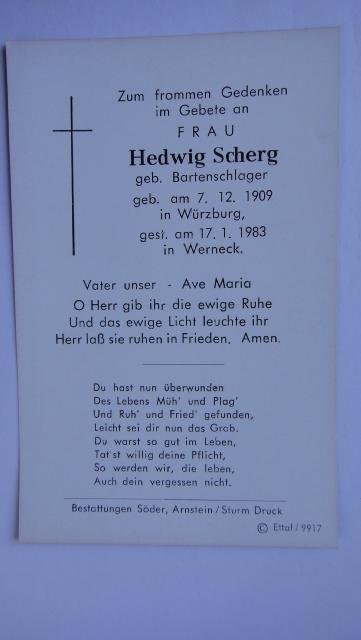 Zum frommen Gedenken
im Gebete an
FRAU
Hedwig Scherg
geb. Bartenschlager
geb. am 7. 12. 1909
in Würzburg,
gest. am 17. 1. 1983
in Werneck.
Vater unser - Ave Maria
O Herr gib ihr die ewige Ruhe
Und das ewige Licht leuchte ihr
Herr laß sie ruhen in Frieden. Amen.
Du hast nun überwunden
Des Lebens Müh' und Plag'
Und Ruh' und Fried' gefunden,
Leicht sei dir nun das Grab.
Du warst so gut im Leben,
Tat'st willig deine Pflicht,
So werden wir, die leben,
Auch dein vergessen nicht.
Bestattungen Söder, Arnstein / Sturm Druck
© Ettal / 9917